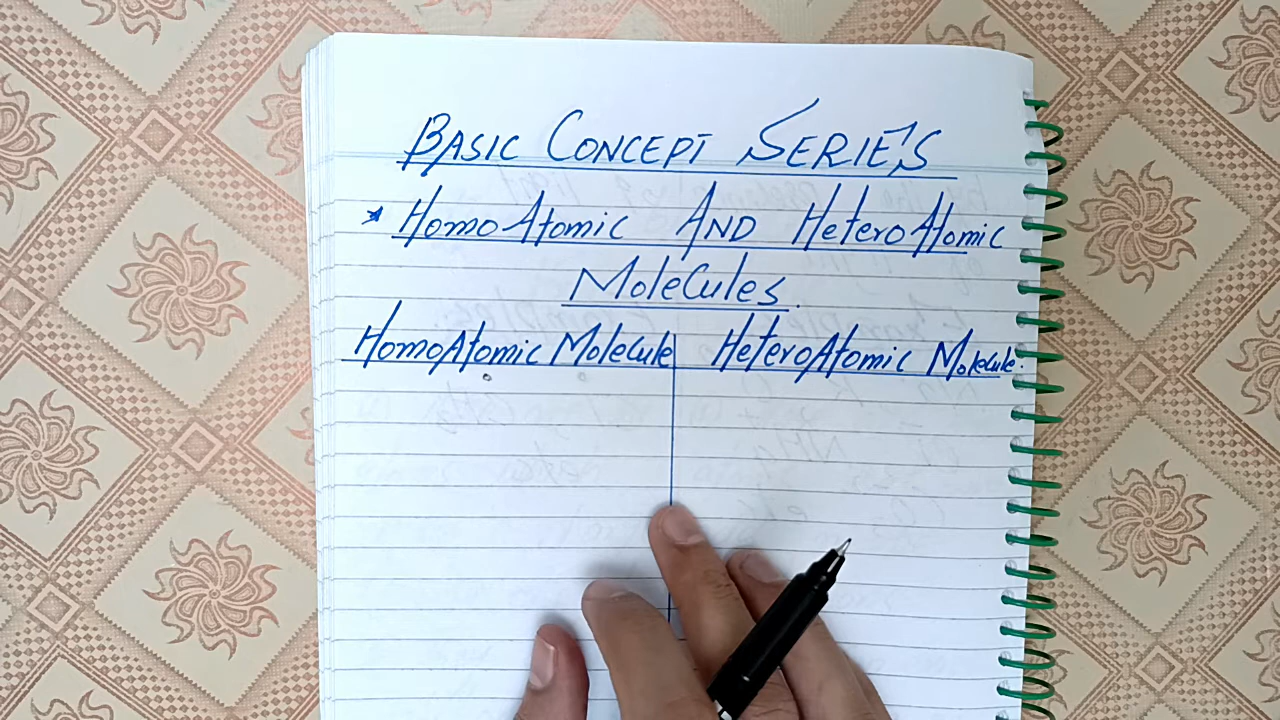 BASIC CONCEPT SERIES
* HomoAtomic AND HeteroAtomic
MoleCules.
HomoAtomic Molecule HeteroAtomic Molecule.